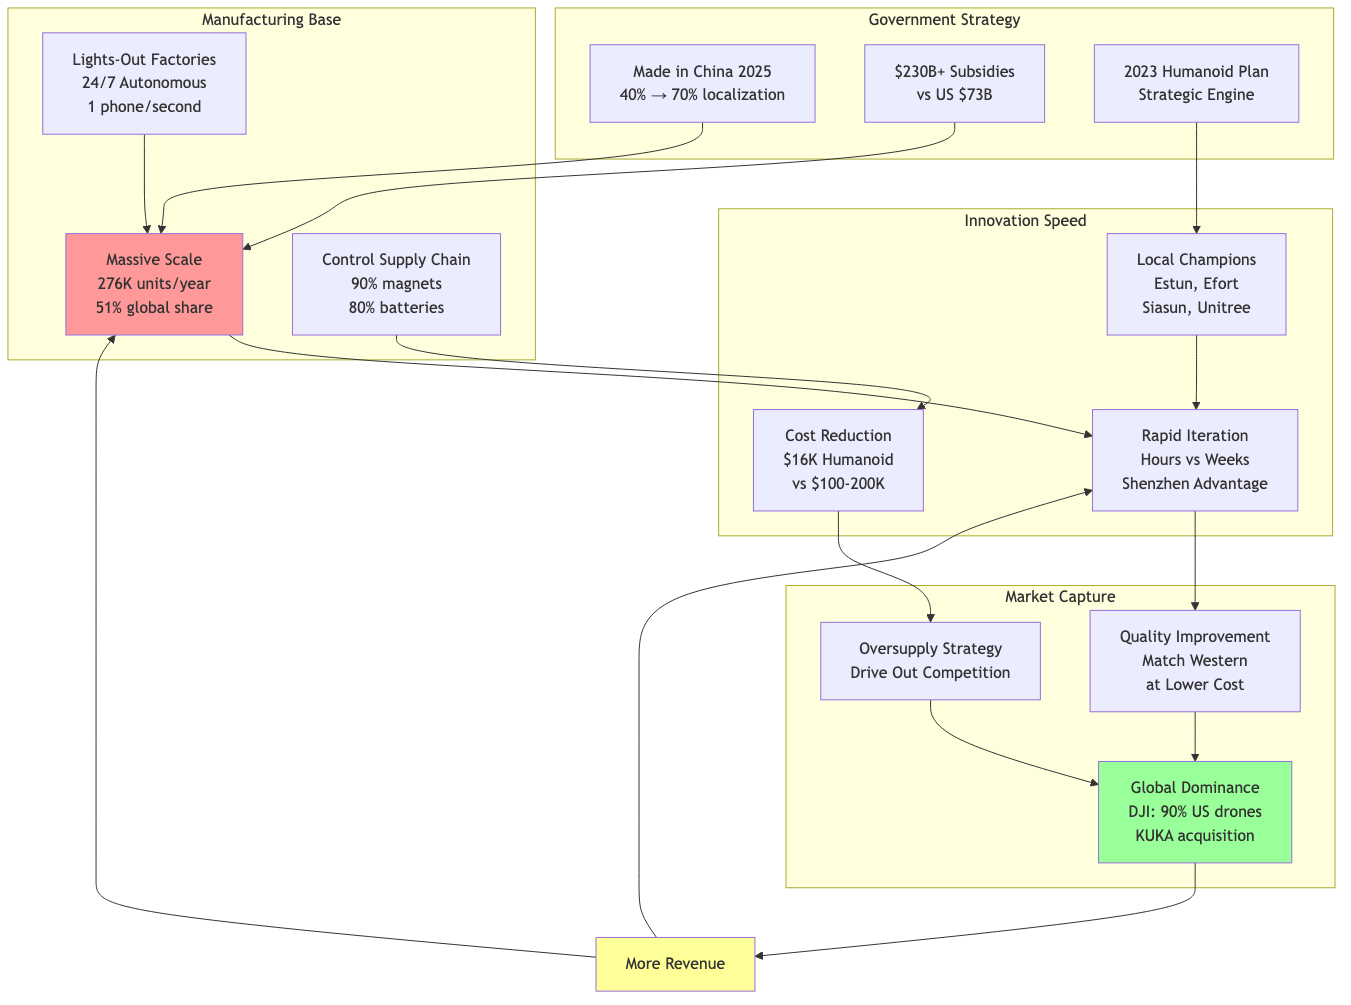 Manufacturing Base
Lights-Out Factories
24/7 Autonomous
1 phone/second
Massive Scale
276K units/year
51% global share
Control Supply Chain
90% magnets
80% batteries
Government Strategy
Made in China 2025
40% → 70% localization
$230B+ Subsidies
vs US $73B
2023 Humanoid Plan
Strategic Engine
Innovation Speed
Local Champions
Estun, Efort
Siasun, Unitree
Cost Reduction
$16K Humanoid
vs $100-200K
Rapid Iteration
Hours vs Weeks
Shenzhen Advantage
Market Capture
Oversupply Strategy
Drive Out Competition
Quality Improvement
Match Western
at Lower Cost
Global Dominance
DJI: 90% US drones
KUKA acquisition
More Revenue